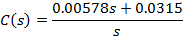 C(s) = (0.00578s + 0.0315) / s